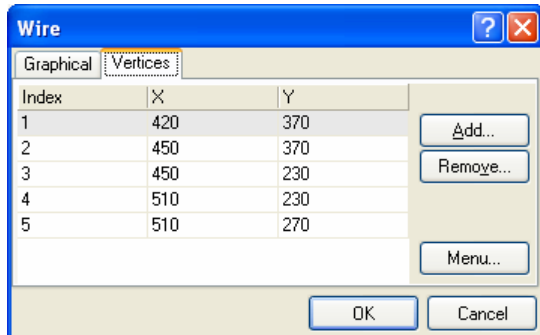 Wire
Graphical Vertices
Index X Y
1 420 370
2 450 370
3 450 230
4 510 230
5 510 270
Add...
Remove...
Menu...
OK Cancel